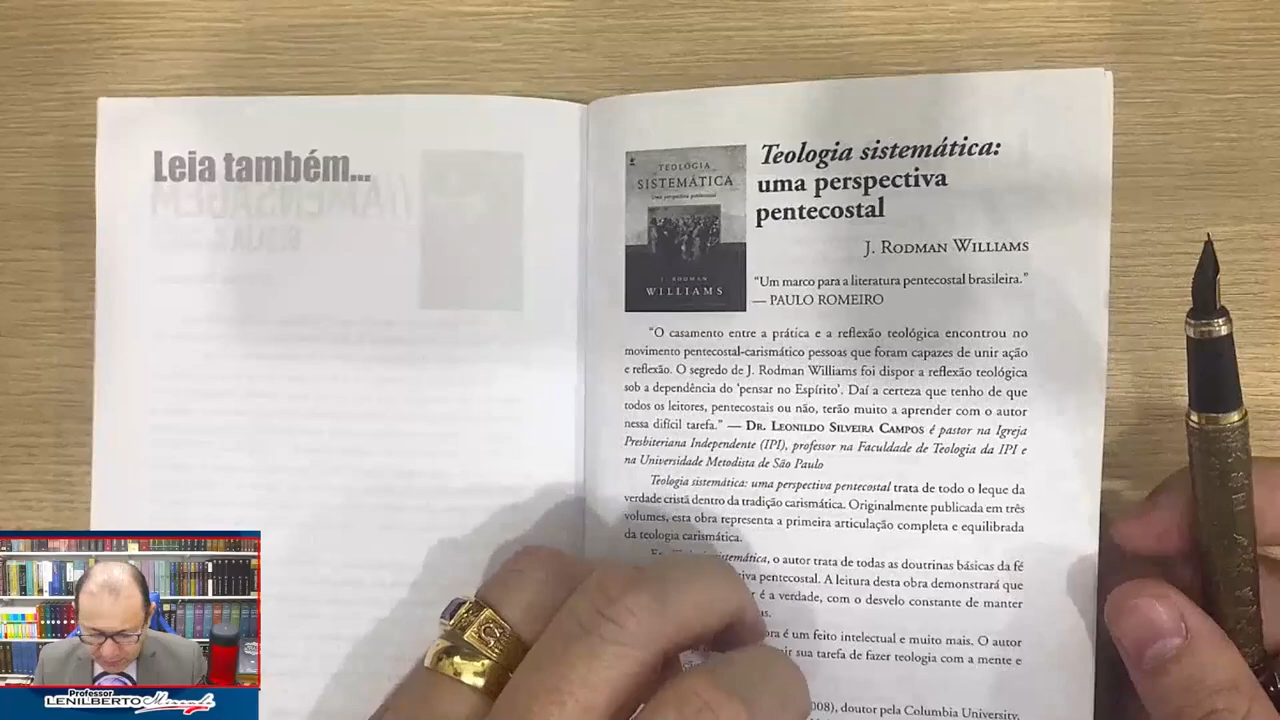 Leia também...
TEOLOGIA
SISTEMÁTICA
Uma perspectiva pentecostal
J. RODMAN
WILLIAMS
Teologia sistemática:
uma perspectiva
pentecostal
J. RODMAN WILLIAMS
“Um marco para a literatura pentecostal brasileira.”
— PAULO ROMEIRO
“O casamento entre a prática e a reflexão teológica encontrou no
movimento pentecostal-carismático pessoas que foram capazes de unir ação
e reflexão. O segredo de J. Rodman Williams foi dispor a reflexão teológica
sob a dependência do ‘pensar no Espírito’. Daí a certeza que tenho de que
todos os leitores, pentecostais ou não, terão muito a aprender com o autor
nessa difícil tarefa.” — DR. LEONILDO SILVEIRA CAMPOS é pastor na Igreja
Presbiteriana Independente (IPI), professor na Faculdade de Teologia da IPI e
na Universidade Metodista de São Paulo
Teologia sistemática: uma perspectiva pentecostal trata de todo o leque da
verdade cristã dentro da tradição carismática. Originalmente publicada em três
volumes, esta obra representa a primeira articulação completa e equilibrada
da teologia carismática.
o autor trata de todas as doutrinas básicas da fé
pentecostal. A leitura desta obra demonstrará que
é a verdade, com o desvelo constante de manter
é um feito intelectual e muito mais. O autor
sua tarefa de fazer teologia com a mente e
doutor pela Columbia University,
Professor
LENILBERTO Miranda